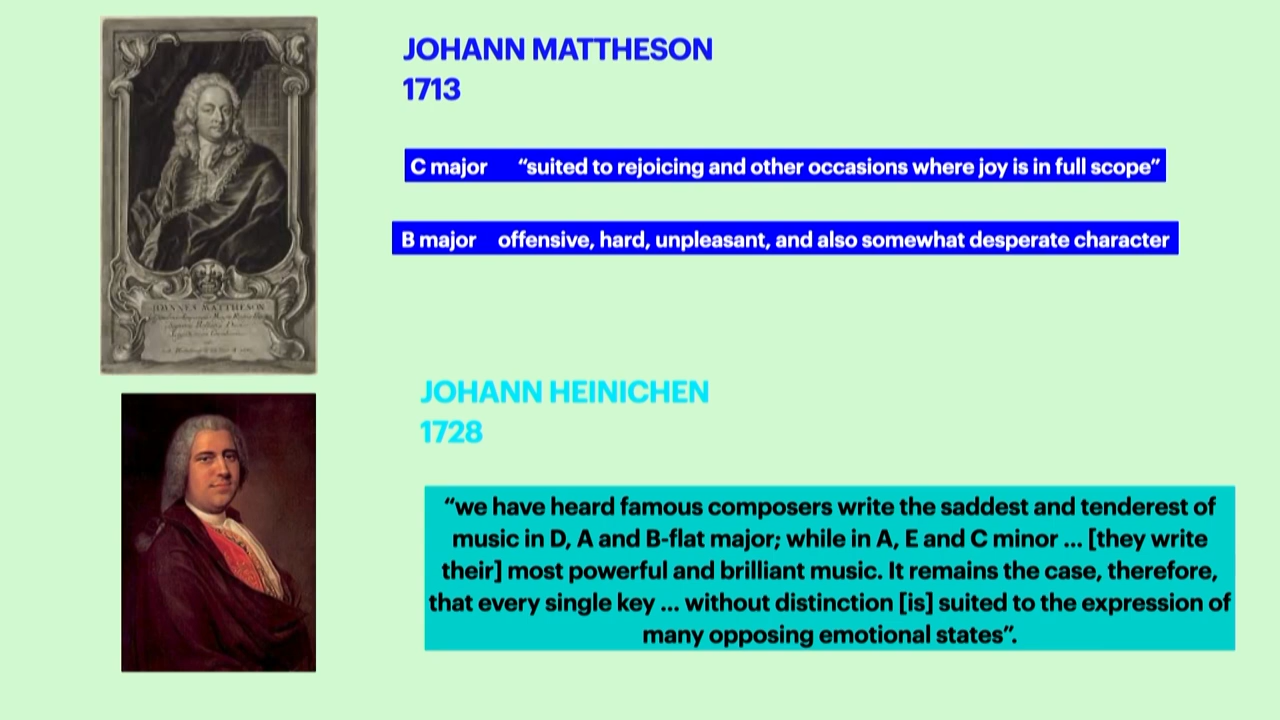 JOHANN MATTHESON
1713
C major “suited to rejoicing and other occasions where joy is in full scope”
B major offensive, hard, unpleasant, and also somewhat desperate character
JOHANN HEINICHEN
1728
“we have heard famous composers write the saddest and tenderest of
music in D, A and B-flat major; while in A, E and C minor ... [they write
their] most powerful and brilliant music. It remains the case, therefore,
that every single key ... without distinction [is] suited to the expression of
many opposing emotional states”.
MATTHESON